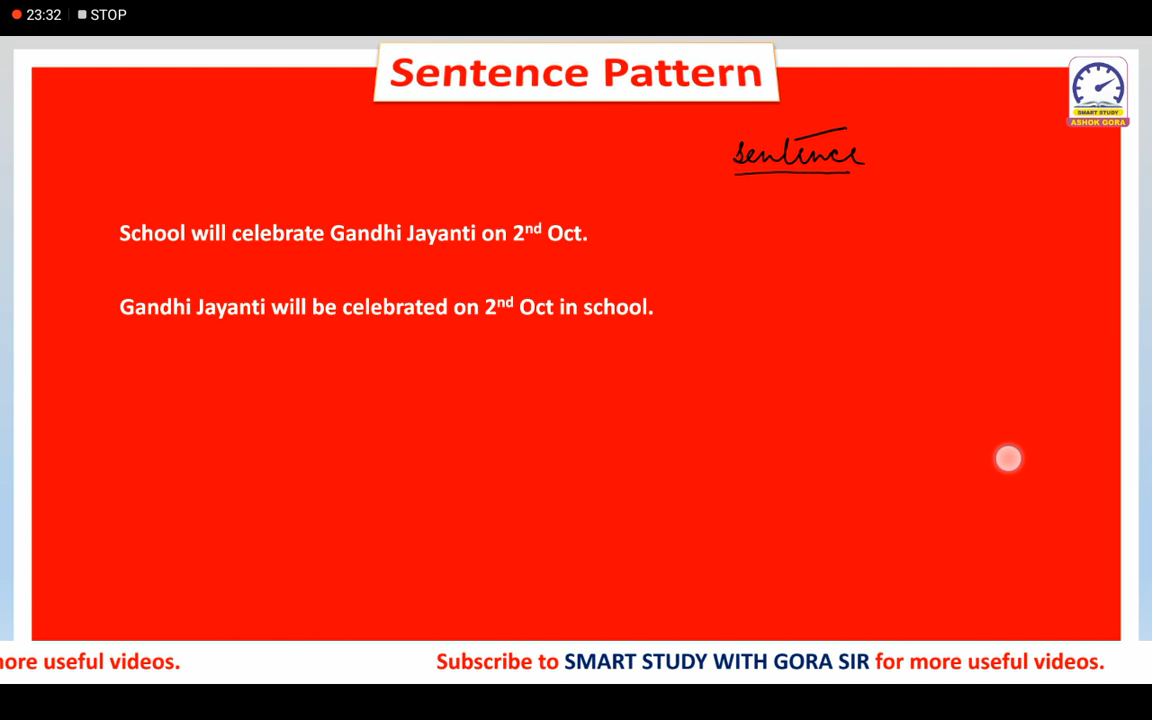 23:32 STOP
Sentence Pattern
SMART STUDY
ASHOK GORA
sentence
School will celebrate Gandhi Jayanti on 2nd Oct.
Gandhi Jayanti will be celebrated on 2nd Oct in school.
more useful videos. Subscribe to SMART STUDY WITH GORA SIR for more useful videos.